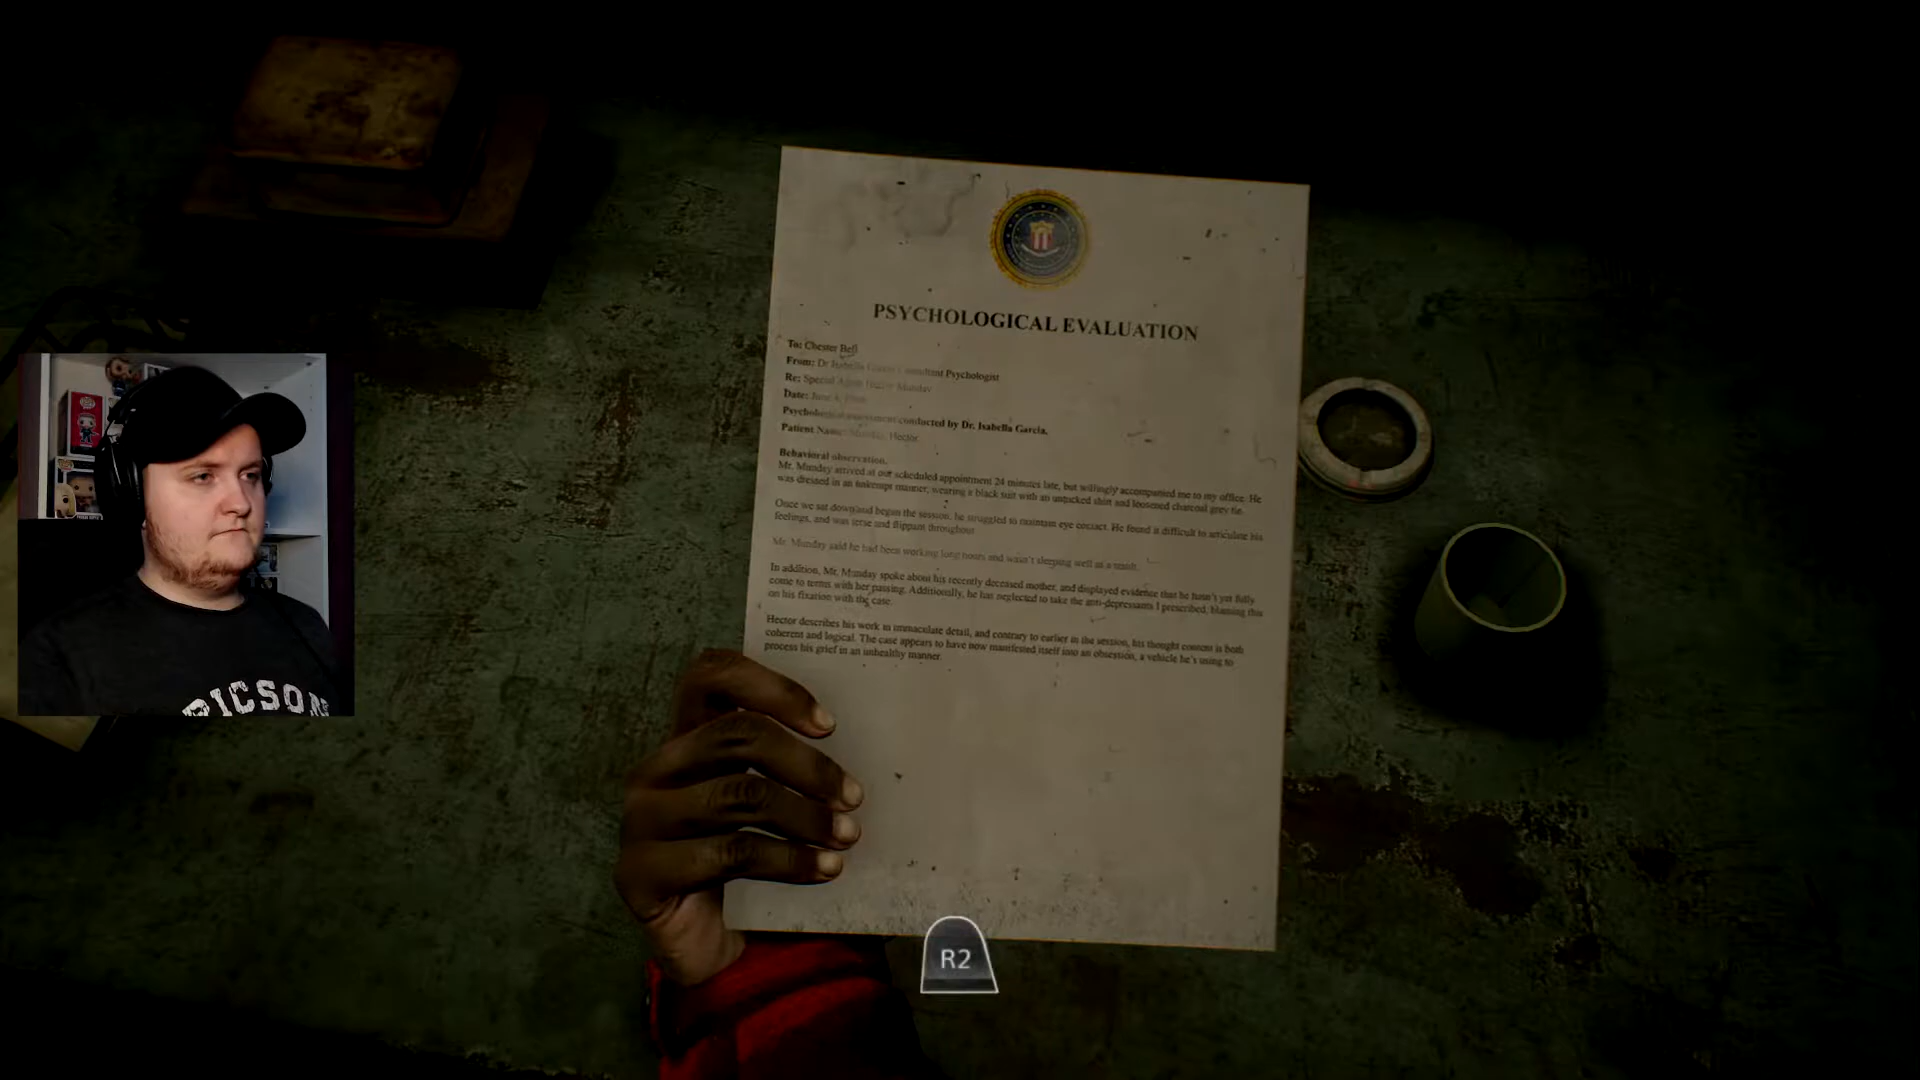 PSYCHOLOGICAL EVALUATION
To: Chester Bell
From: Dr Isabella Garcia Consultant Psychologist
Re: Special Agent Hector Munday
Date: June
Psychological assessment conducted by Dr. Isabella Garcia.
Patient Name: Munday, Hector
Behavioral observation.
Mr. Munday arrived at our scheduled appointment 24 minutes late, but willingly accompanied me to my office. He
was dressed in an unkempt manner, wearing a black suit with an untucked shirt and loosened charcoal grey tie.
Once we sat down and began the session, he struggled to maintain eye contact. He found it difficult to articulate his
feelings, and was terse and flippant throughout
Mr. Munday said he had been working long hours and wasn't sleeping well as a result.
In addition, Mr. Munday spoke about his recently deceased mother, and displayed evidence that he hasn't yet fully
come to terms with her passing. Additionally, he has neglected to take the anti-depressants I prescribed, blaming this
on his fixation with the case.
Hector describes his work in immaculate detail, and contrary to earlier in the session, his thought content is both
coherent and logical. The case appears to have now manifested itself into an obsession, a vehicle he's using to
process his grief in an unhealthy manner.
R2